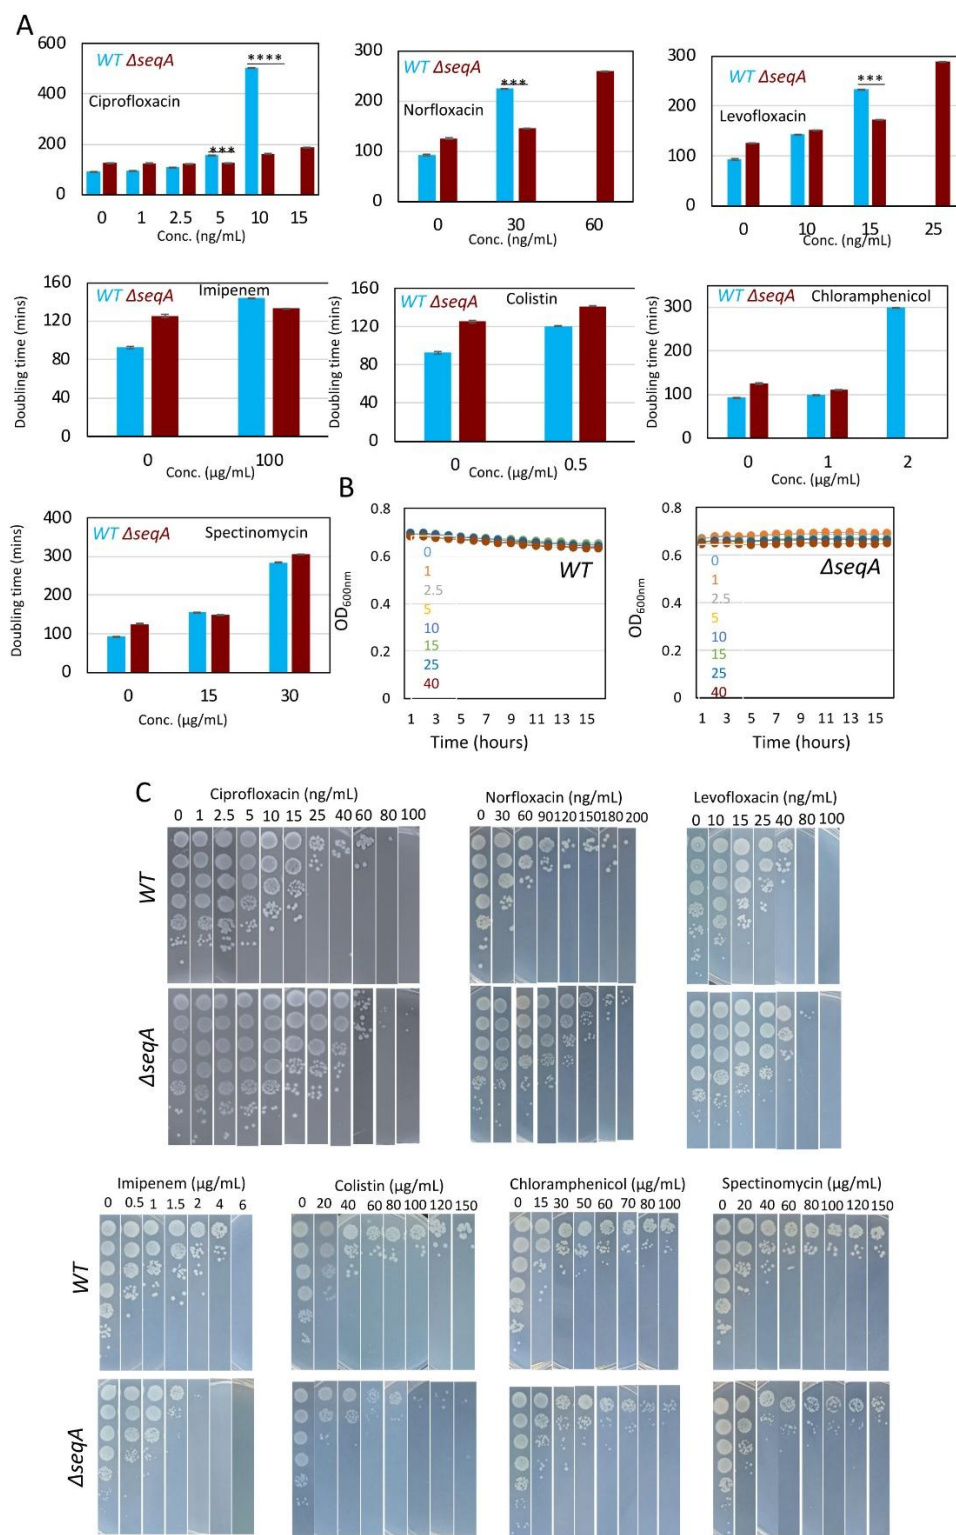 A
600
400
200
0
WT ΔseqA
****
Ciprofloxacin
***
0 1 2.5 5 10 15
Conc. (ng/mL)
300
200
100
0
WT ΔseqA
***
Norfloxacin
0 30 60
Conc. (ng/mL)
300
200
100
0
WT ΔseqA
***
Levofloxacin
0 10 15 25
Conc. (ng/mL)
Doubling time (mins)
160
120
80
40
0
WT ΔseqA Imipenem
0 100
Conc. (µg/mL)
Doubling time (mins)
160
120
80
40
0
WT ΔseqA Colistin
0 0.5
Conc. (µg/mL)
Doubling time (mins)
300
200
100
0
WT ΔseqA Chloramphenicol
0 1 2
Conc. (µg/mL)
Doubling time (mins)
400
300
200
100
0
WT ΔseqA Spectinomycin
0 15 30
Conc. (µg/mL)
B
OD600nm
0.8
0.6
0.4
0.2
0
0
1
2.5
5
10
15
25
40
WT
1 3 5 7 9 11 13 15
Time (hours)
OD600nm
0.8
0.6
0.4
0.2
0
0
1
2.5
5
10
15
25
40
ΔseqA
1 3 5 7 9 11 13 15
Time (hours)
C
Ciprofloxacin (ng/mL)
0 1 2.5 5 10 15 25 40 60 80 100
Norfloxacin (ng/mL)
0 30 60 90 120 150 180 200
Levofloxacin (ng/mL)
0 10 15 25 40 80 100
WT
ΔseqA
Imipenem (µg/mL)
0 0.5 1 1.5 2 4 6
Colistin (µg/mL)
0 20 40 60 80 100 120 150
Chloramphenicol (µg/mL)
0 15 30 50 60 70 80 100
Spectinomycin (µg/mL)
0 20 40 60 80 100 120 150
WT
ΔseqA